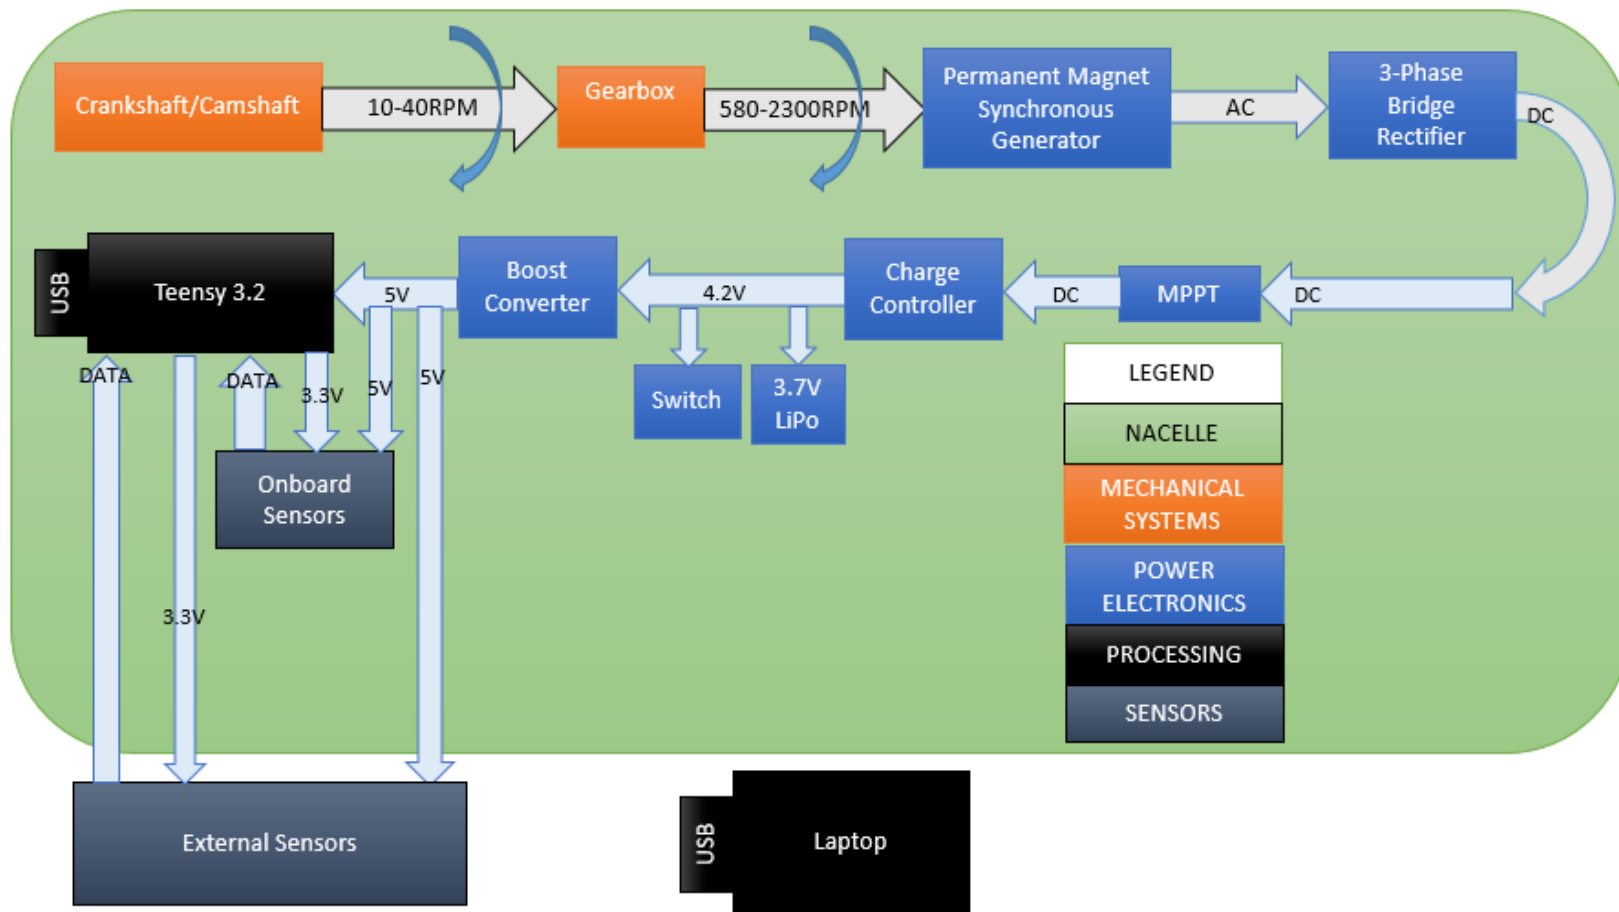 Crankshaft/Camshaft
10-40RPM
Gearbox
580-2300RPM
Permanent Magnet
Synchronous
Generator
AC
3-Phase
Bridge
Rectifier
DC
USB
Teensy 3.2
5V
Boost
Converter
4.2V
Charge
Controller
DC
MPPT
DC
DATA
DATA
3.3V
5V
5V
Switch
3.7V
LiPo
Onboard
Sensors
3.3V
LEGEND
NACELLE
MECHANICAL
SYSTEMS
POWER
ELECTRONICS
PROCESSING
SENSORS
External Sensors
USB
Laptop